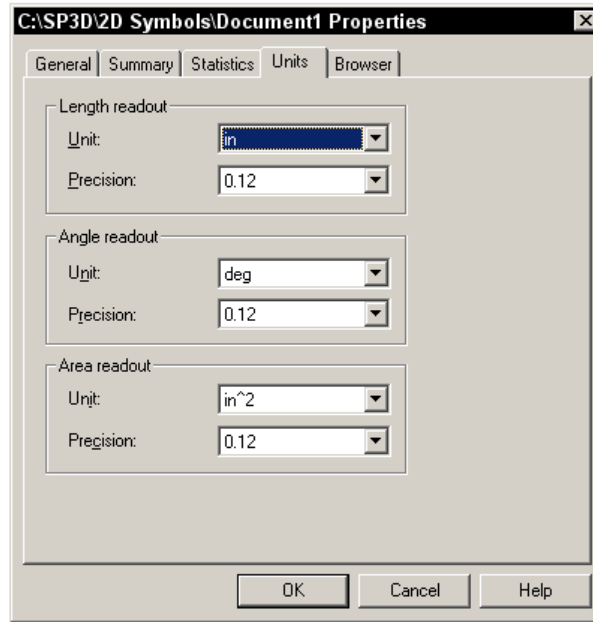 C:\SP3D\2D Symbols\Document1 Properties
General Summary Statistics Units Browser
Length readout
Unit: in
Precision: 0.12
Angle readout
Unit: deg
Precision: 0.12
Area readout
Unit: in^2
Precision: 0.12
OK Cancel Help